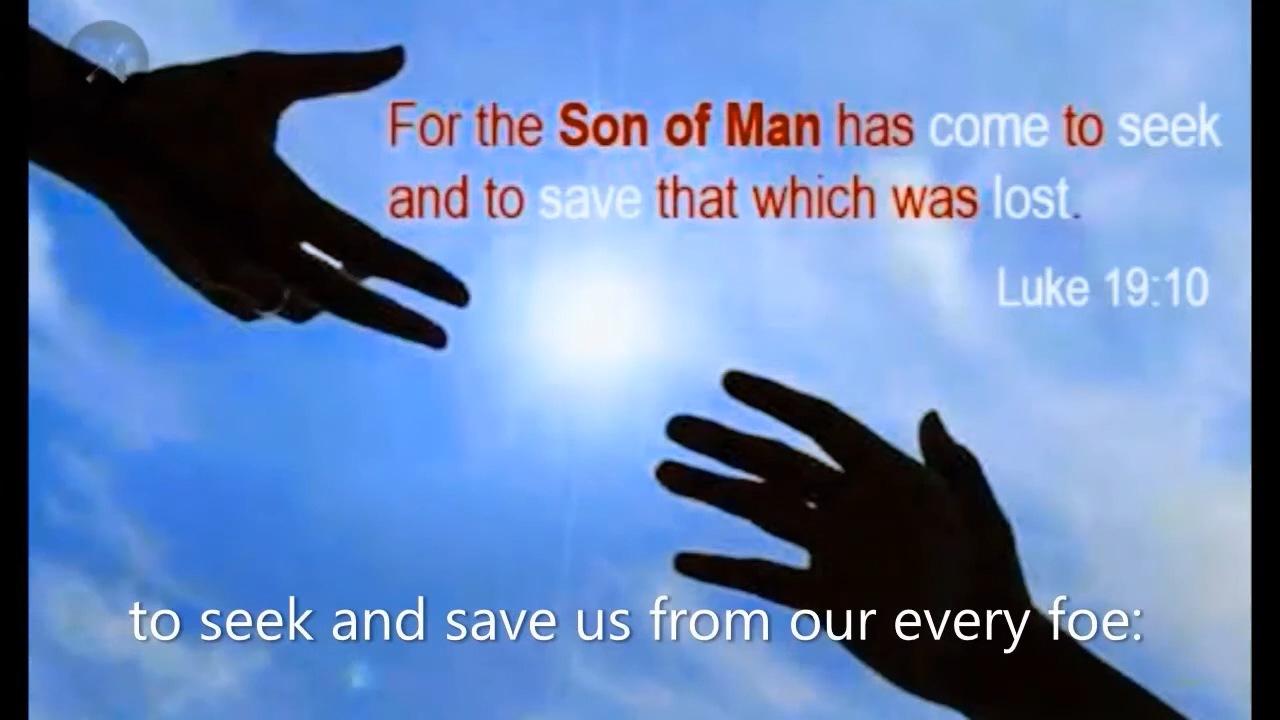 For the Son of Man has come to seek
and to save that which was lost.
Luke 19:10
to seek and save us from our every foe: